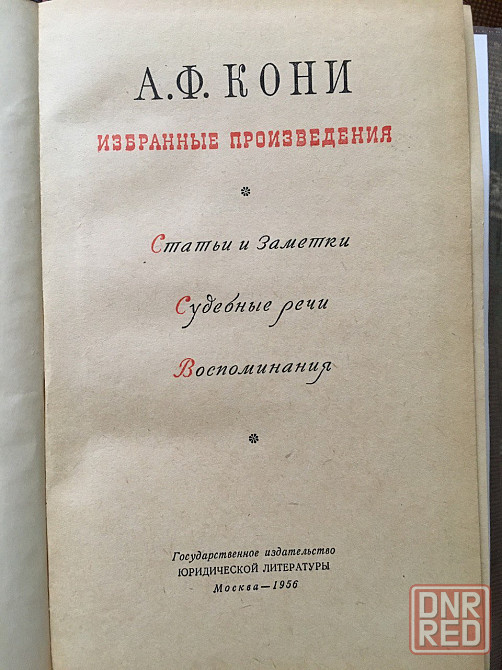 А.Ф. КОНИ
ИЗБРАННЫЕ ПРОИЗВЕДЕНИЯ
*
Статьи и Заметки
Судебные речи
Воспоминания
*
Государственное издательство
ЮРИДИЧЕСКОЙ ЛИТЕРАТУРЫ
Москва—1956
DNR
RED